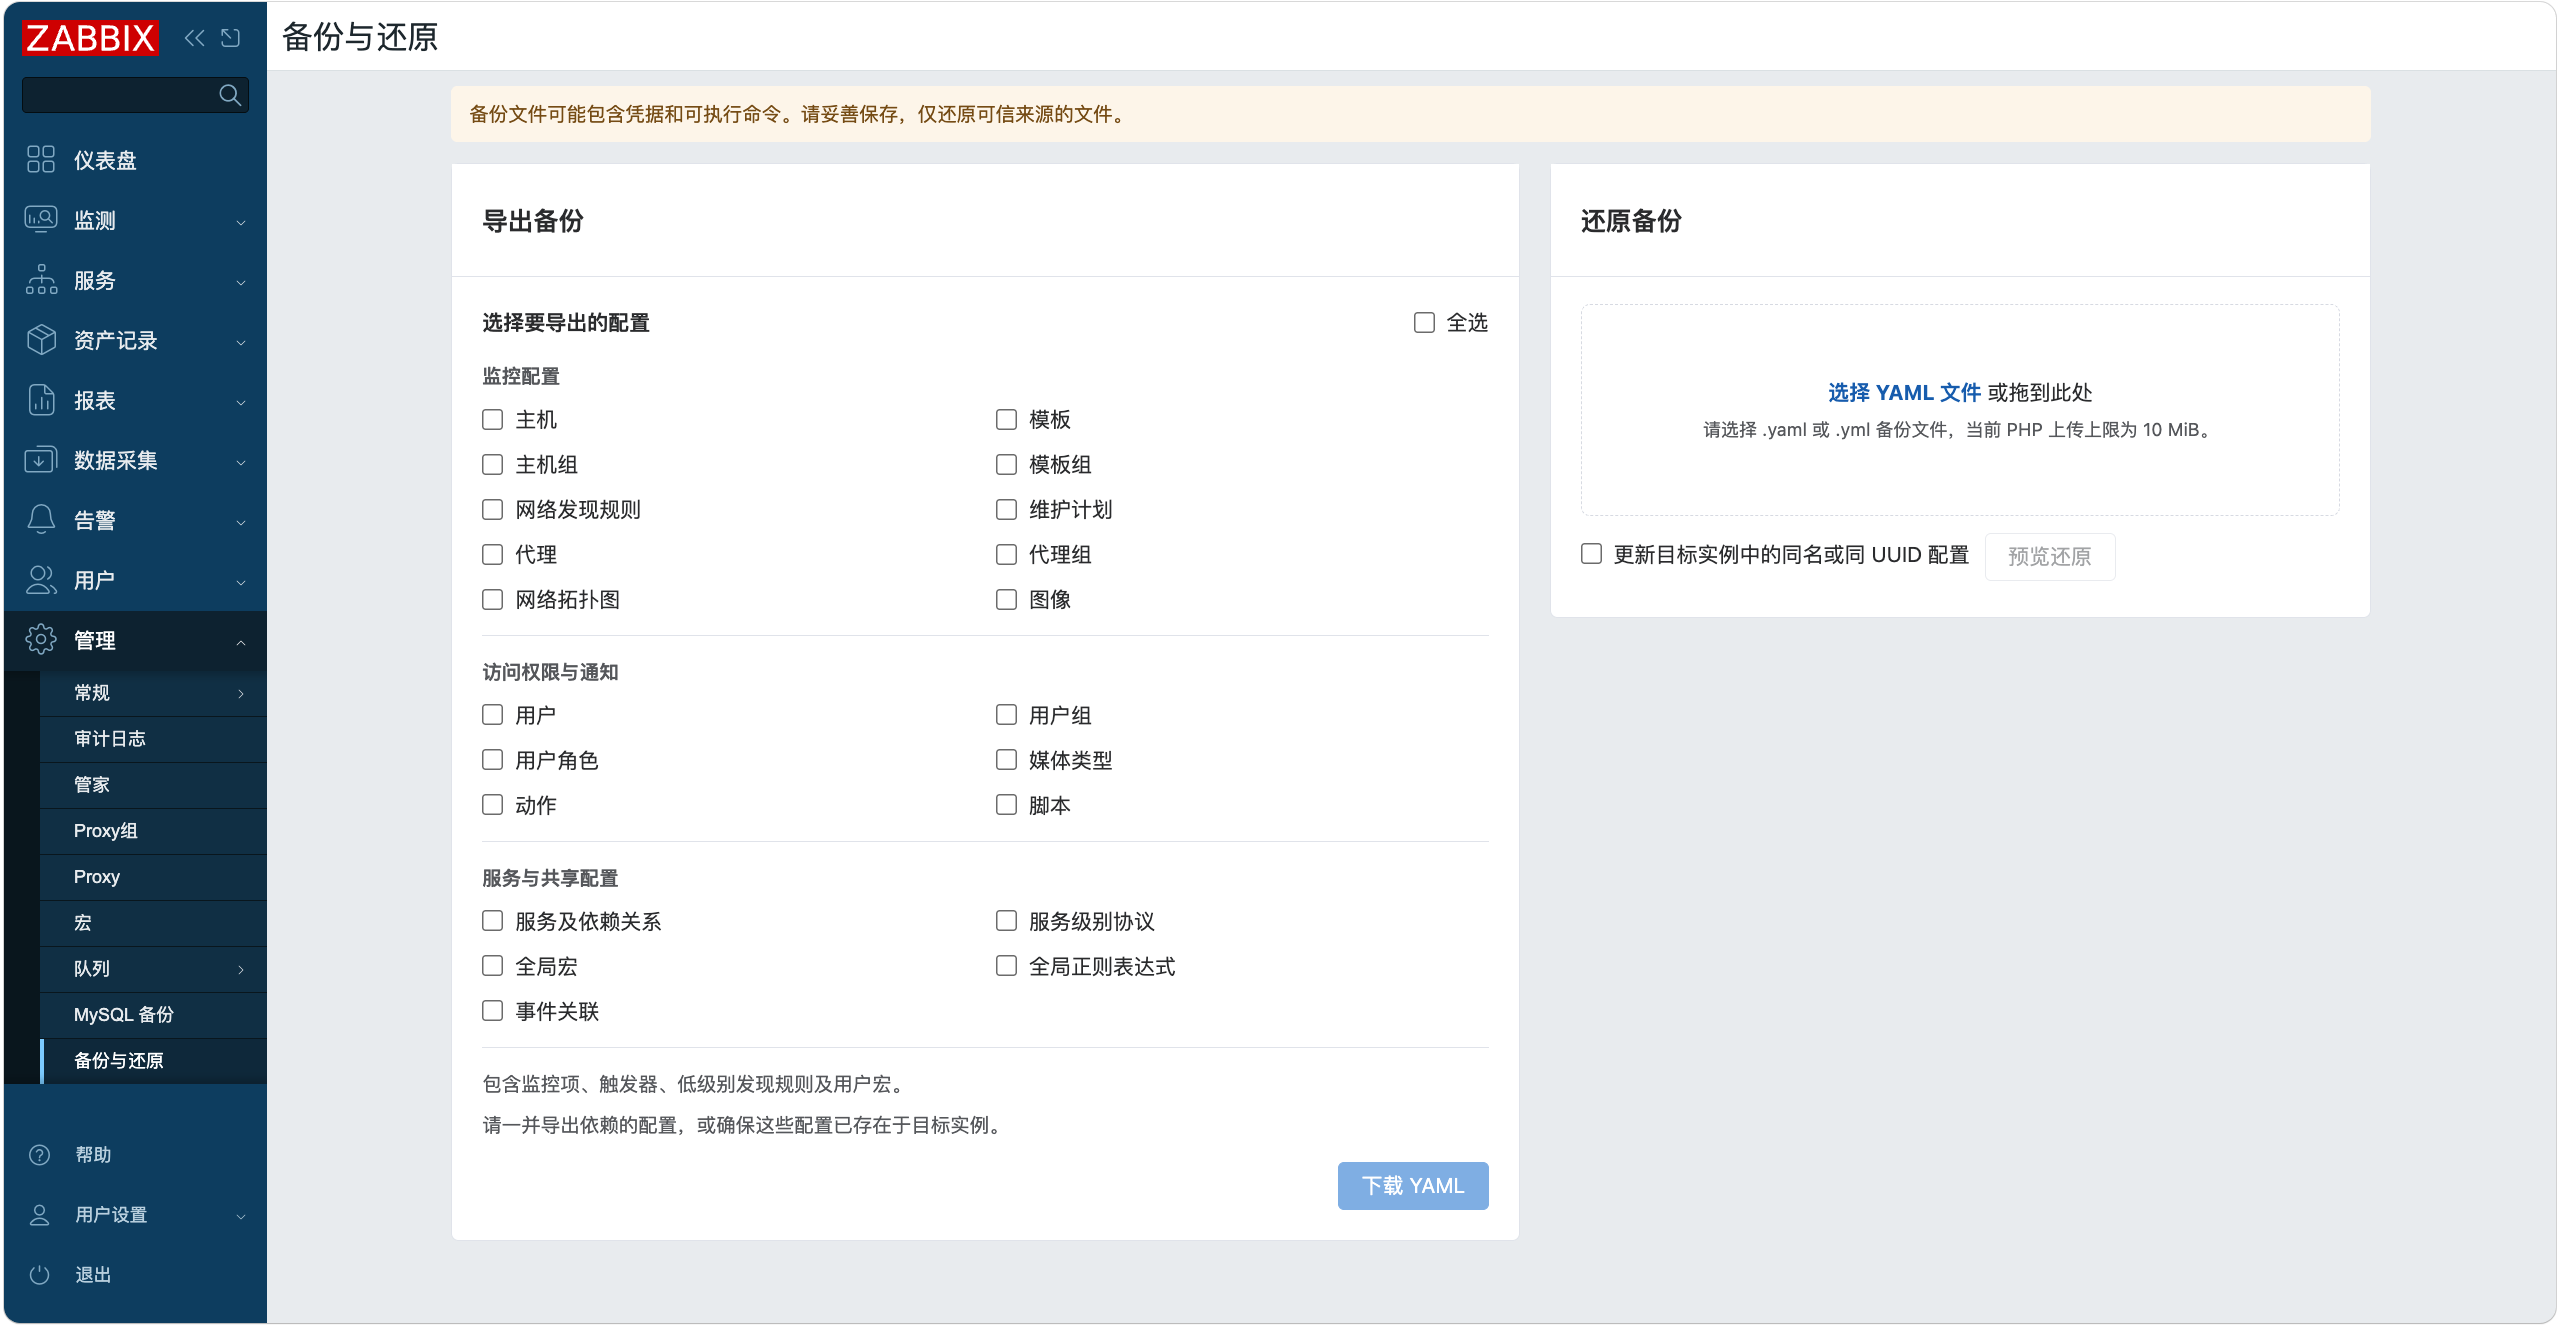 ZABBIX
仪表盘
监测
服务
资产记录
报表
数据采集
告警
用户
管理
常规
审计日志
管家
Proxy组
Proxy
宏
队列
MySQL 备份
备份与还原
帮助
用户设置
退出
备份与还原
备份文件可能包含凭据和可执行命令。请妥善保存，仅还原可信来源的文件。
导出备份
选择要导出的配置
全选
监控配置
主机
模板
主机组
模板组
网络发现规则
维护计划
代理
代理组
网络拓扑图
图像
访问权限与通知
用户
用户组
用户角色
媒体类型
动作
脚本
服务与共享配置
服务及依赖关系
服务级别协议
全局宏
全局正则表达式
事件关联
包含监控项、触发器、低级别发现规则及用户宏。
请一并导出依赖的配置，或确保这些配置已存在于目标实例。
下载 YAML
还原备份
选择 YAML 文件 或拖到此处
请选择 .yaml 或 .yml 备份文件，当前 PHP 上传上限为 10 MiB。
更新目标实例中的同名或同 UUID 配置
预览还原